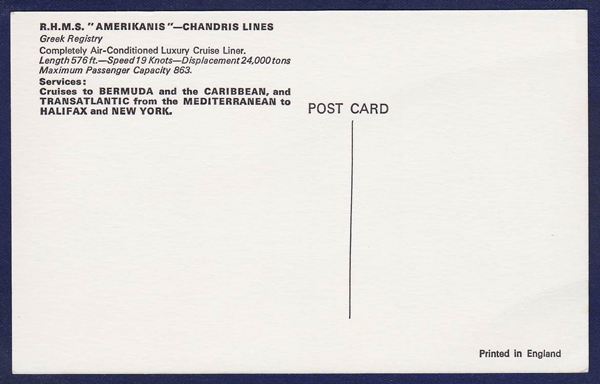 R.H.M.S. "AMERIKANIS"—CHANDRIS LINES
Greek Registry
Completely Air-Conditioned Luxury Cruise Liner.
Length 576 ft.—Speed 19 Knots—Displacement 24,000 tons
Maximum Passenger Capacity 863.
Services:
Cruises to BERMUDA and the CARIBBEAN, and
TRANSATLANTIC from the MEDITERRANEAN to
HALIFAX and NEW YORK.
POST CARD
Printed in England